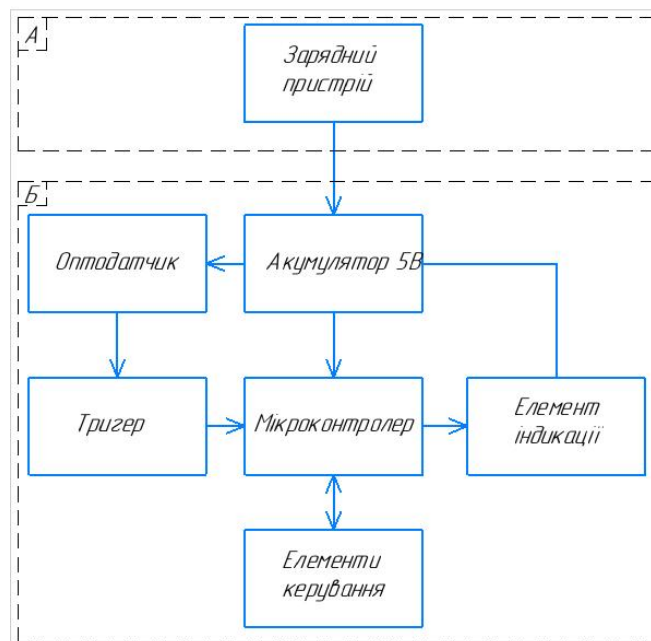 А
Зарядний
пристрій
Б
Оптодатчик
Акумулятор 5В
Тригер
Мікроконтролер
Елемент
індикації
Елементи
керування